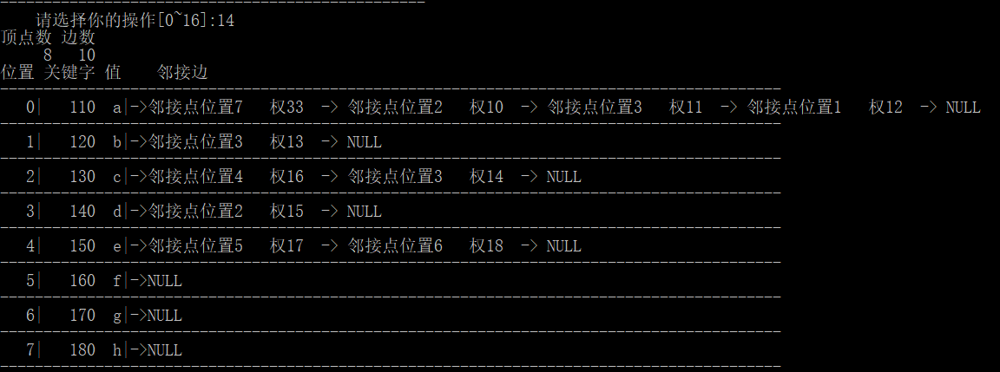 --------------------------------------------------
请选择你的操作[0~16]:14
顶点数 边数
8 10
位置 关键字 值 邻接边
------------------------------------------------------------------------------------------
0| 110 a|->邻接点位置7 权33 -> 邻接点位置2 权10 -> 邻接点位置3 权11 -> 邻接点位置1 权12 -> NULL
------------------------------------------------------------------------------------------
1| 120 b|->邻接点位置3 权13 -> NULL
------------------------------------------------------------------------------------------
2| 130 c|->邻接点位置4 权16 -> 邻接点位置3 权14 -> NULL
------------------------------------------------------------------------------------------
3| 140 d|->邻接点位置2 权15 -> NULL
------------------------------------------------------------------------------------------
4| 150 e|->邻接点位置5 权17 -> 邻接点位置6 权18 -> NULL
------------------------------------------------------------------------------------------
5| 160 f|->NULL
------------------------------------------------------------------------------------------
6| 170 g|->NULL
------------------------------------------------------------------------------------------
7| 180 h|->NULL
------------------------------------------------------------------------------------------